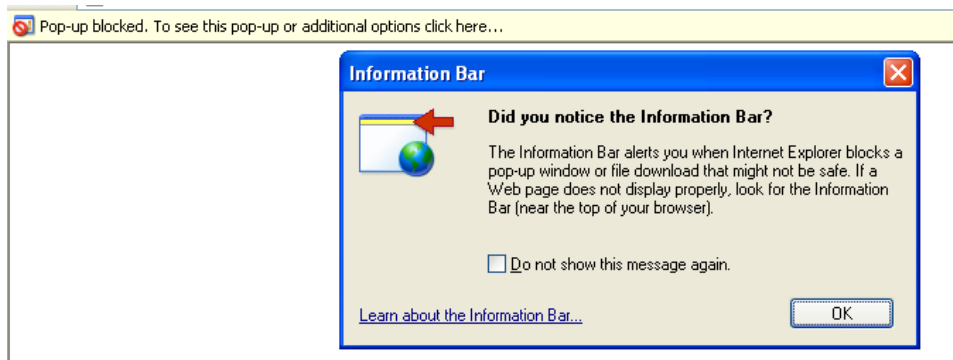 Pop-up blocked. To see this pop-up or additional options click here...
Information Bar
Did you notice the Information Bar?
The Information Bar alerts you when Internet Explorer blocks a
pop-up window or file download that might not be safe. If a
Web page does not display properly, look for the Information
Bar (near the top of your browser).
Do not show this message again.
Learn about the Information Bar...
OK